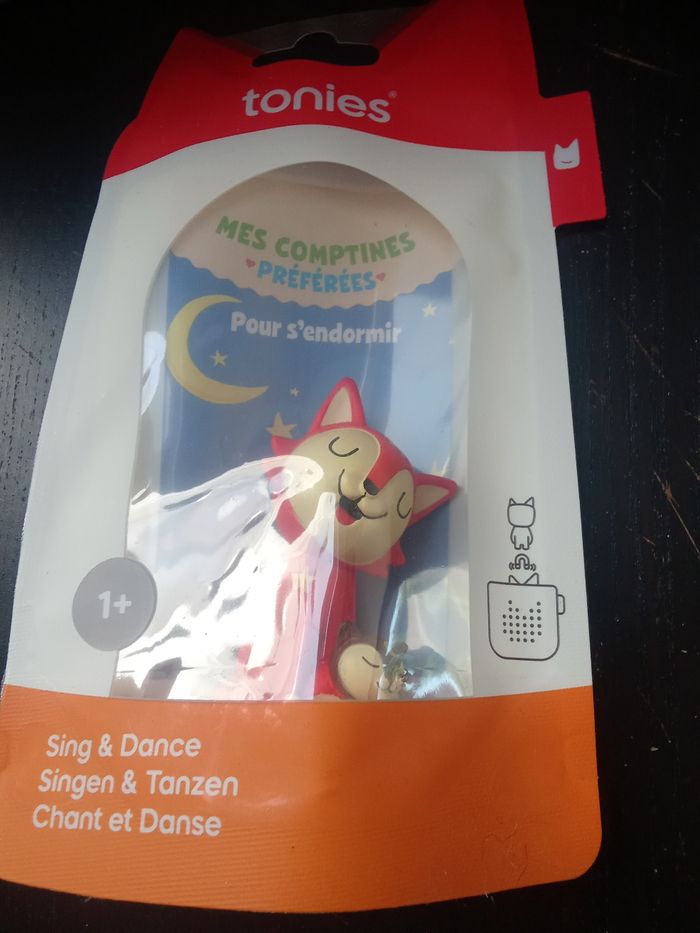 tonies®
MES COMPTINES
PRÉFÉRÉES
Pour s'endormir
1+
Sing & Dance
Singen & Tanzen
Chant et Danse